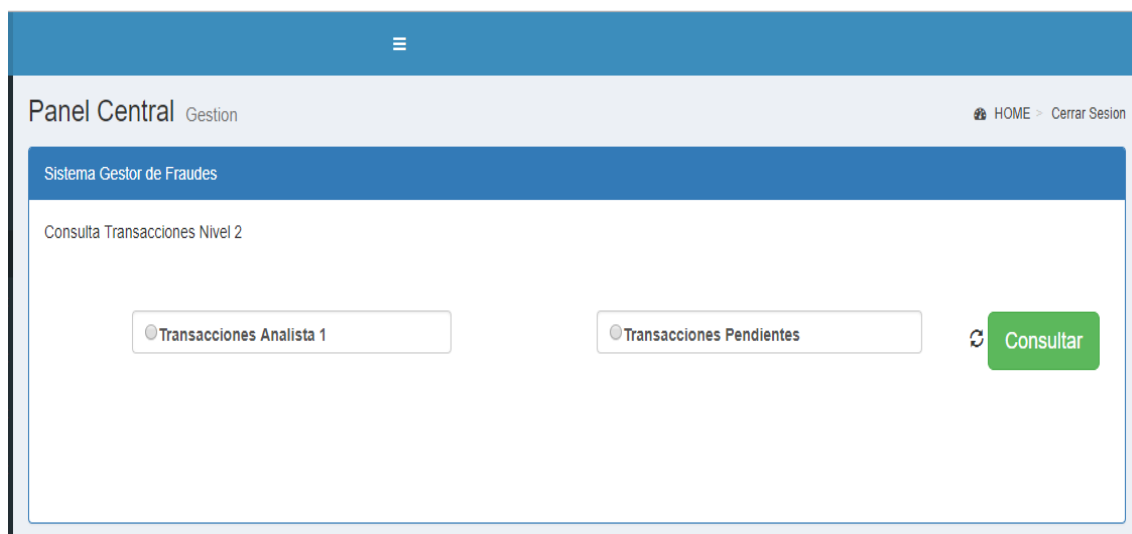 Panel Central Gestion
HOME > Cerrar Sesion
Sistema Gestor de Fraudes
Consulta Transacciones Nivel 2
Transacciones Analista 1
Transacciones Pendientes
Consultar